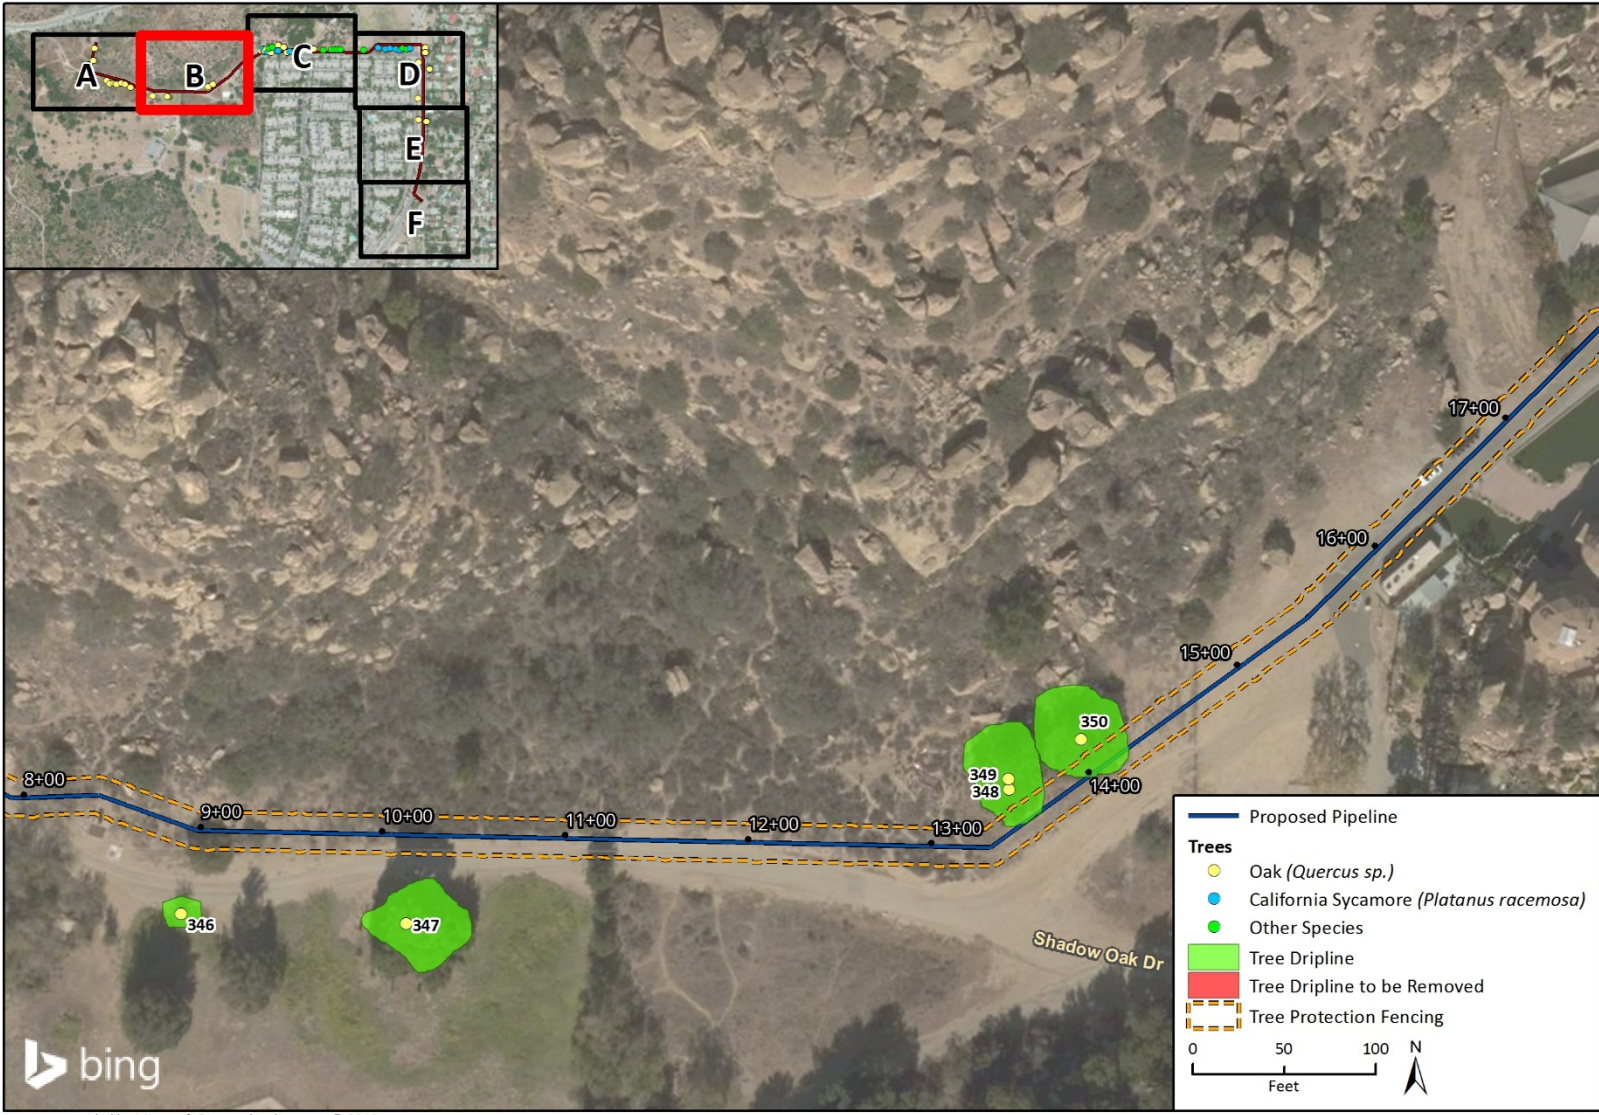 A
B
C
D
E
F
17+00
16+00
15+00
350
349
348
14+00
8+00
9+00
10+00
11+00
12+00
13+00
346
347
Shadow Oak Dr
bing
Proposed Pipeline
Trees
Oak (Quercus sp.)
California Sycamore (Platanus racemosa)
Other Species
Tree Dripline
Tree Dripline to be Removed
Tree Protection Fencing
0 50 100
N
Feet